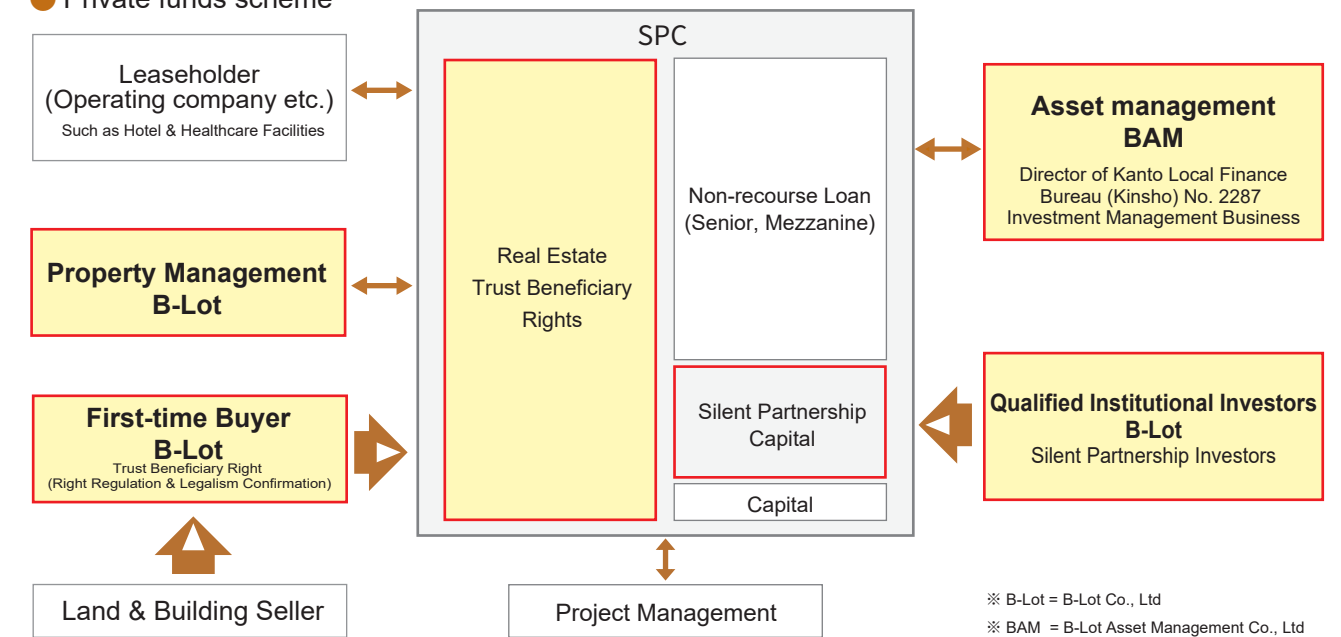 Private funds scheme
Leaseholder
(Operating company etc.)
Such as Hotel & Healthcare Facilities
Property Management
B-Lot
First-time Buyer
B-Lot
Trust Beneficiary Right
(Right Regulation & Legalism Confirmation)
Land & Building Seller
SPC
Real Estate
Trust Beneficiary
Rights
Non-recourse Loan
(Senior, Mezzanine)
Silent Partnership
Capital
Capital
Project Management
Asset management
BAM
Director of Kanto Local Finance
Bureau (Kinsho) No. 2287
Investment Management Business
Qualified Institutional Investors
B-Lot
Silent Partnership Investors
※ B-Lot = B-Lot Co., Ltd
※ BAM = B-Lot Asset Management Co., Ltd